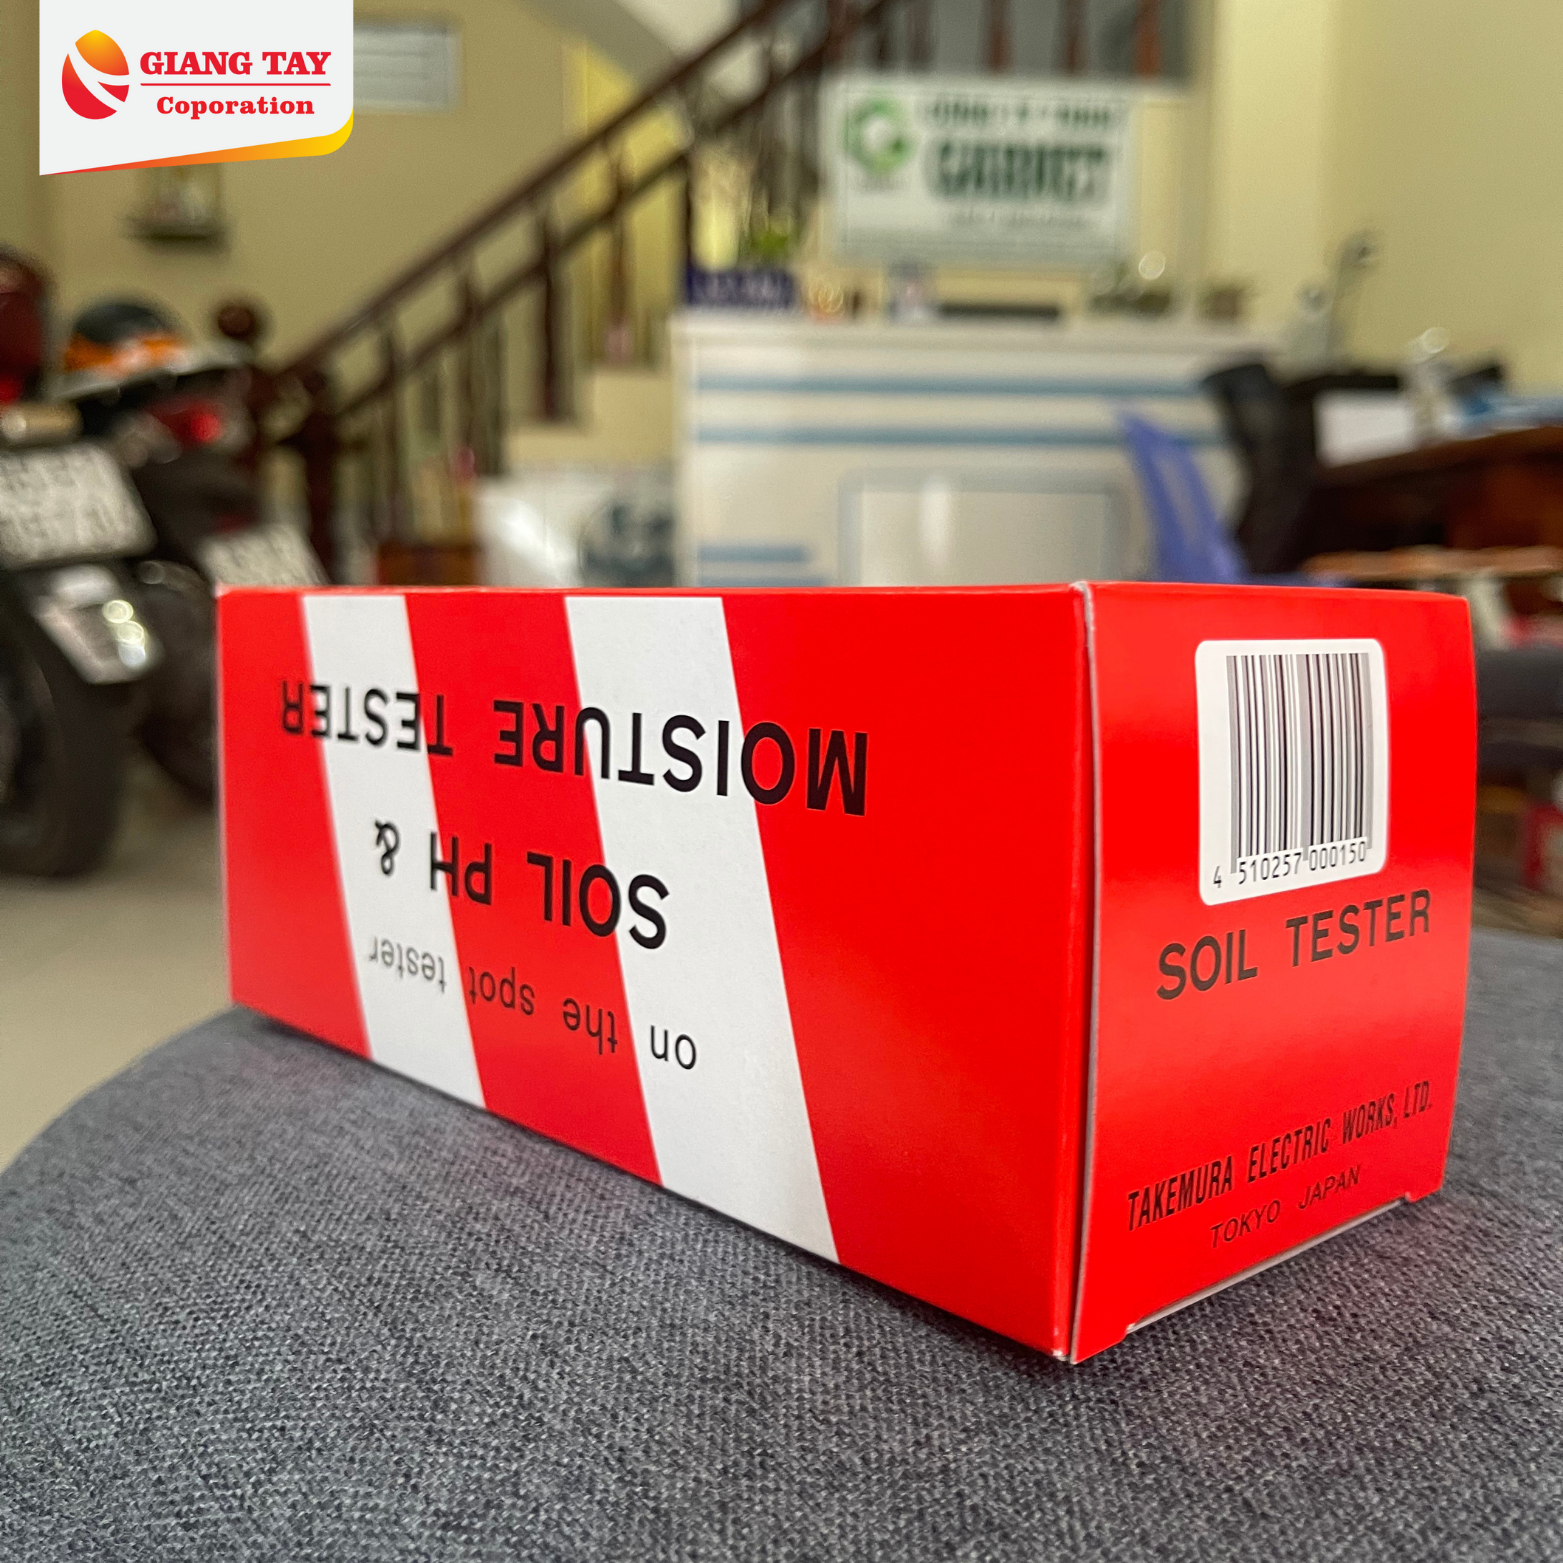 GIANG TAY
Coporation
on the spot tester
SOIL PH &
MOISTURE TESTER
4 510257 000150
SOIL TESTER
TAKEMURA ELECTRIC WORKS, LTD.
TOKYO JAPAN